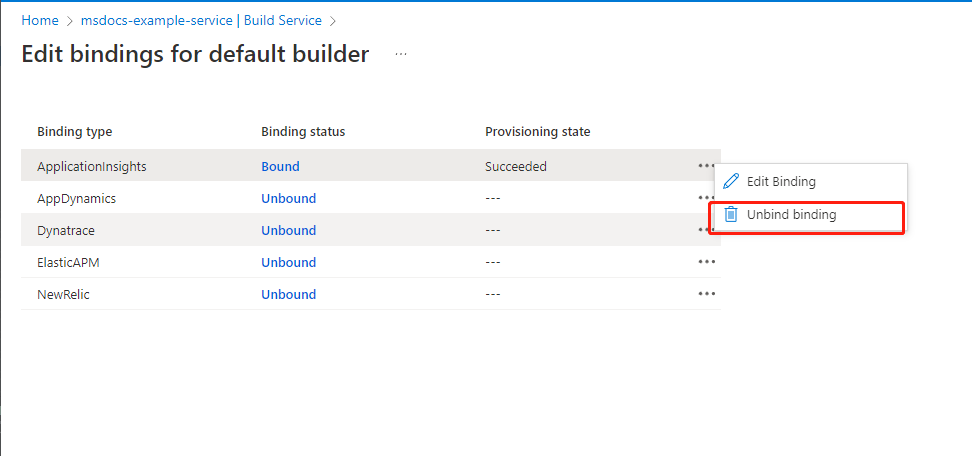 Home > msdocs-example-service | Build Service >
Edit bindings for default builder ...
Binding type Binding status Provisioning state
ApplicationInsights Bound Succeeded •••
Edit Binding
AppDynamics Unbound --- •••
Unbind binding
Dynatrace Unbound --- •••
ElasticAPM Unbound --- •••
NewRelic Unbound --- •••